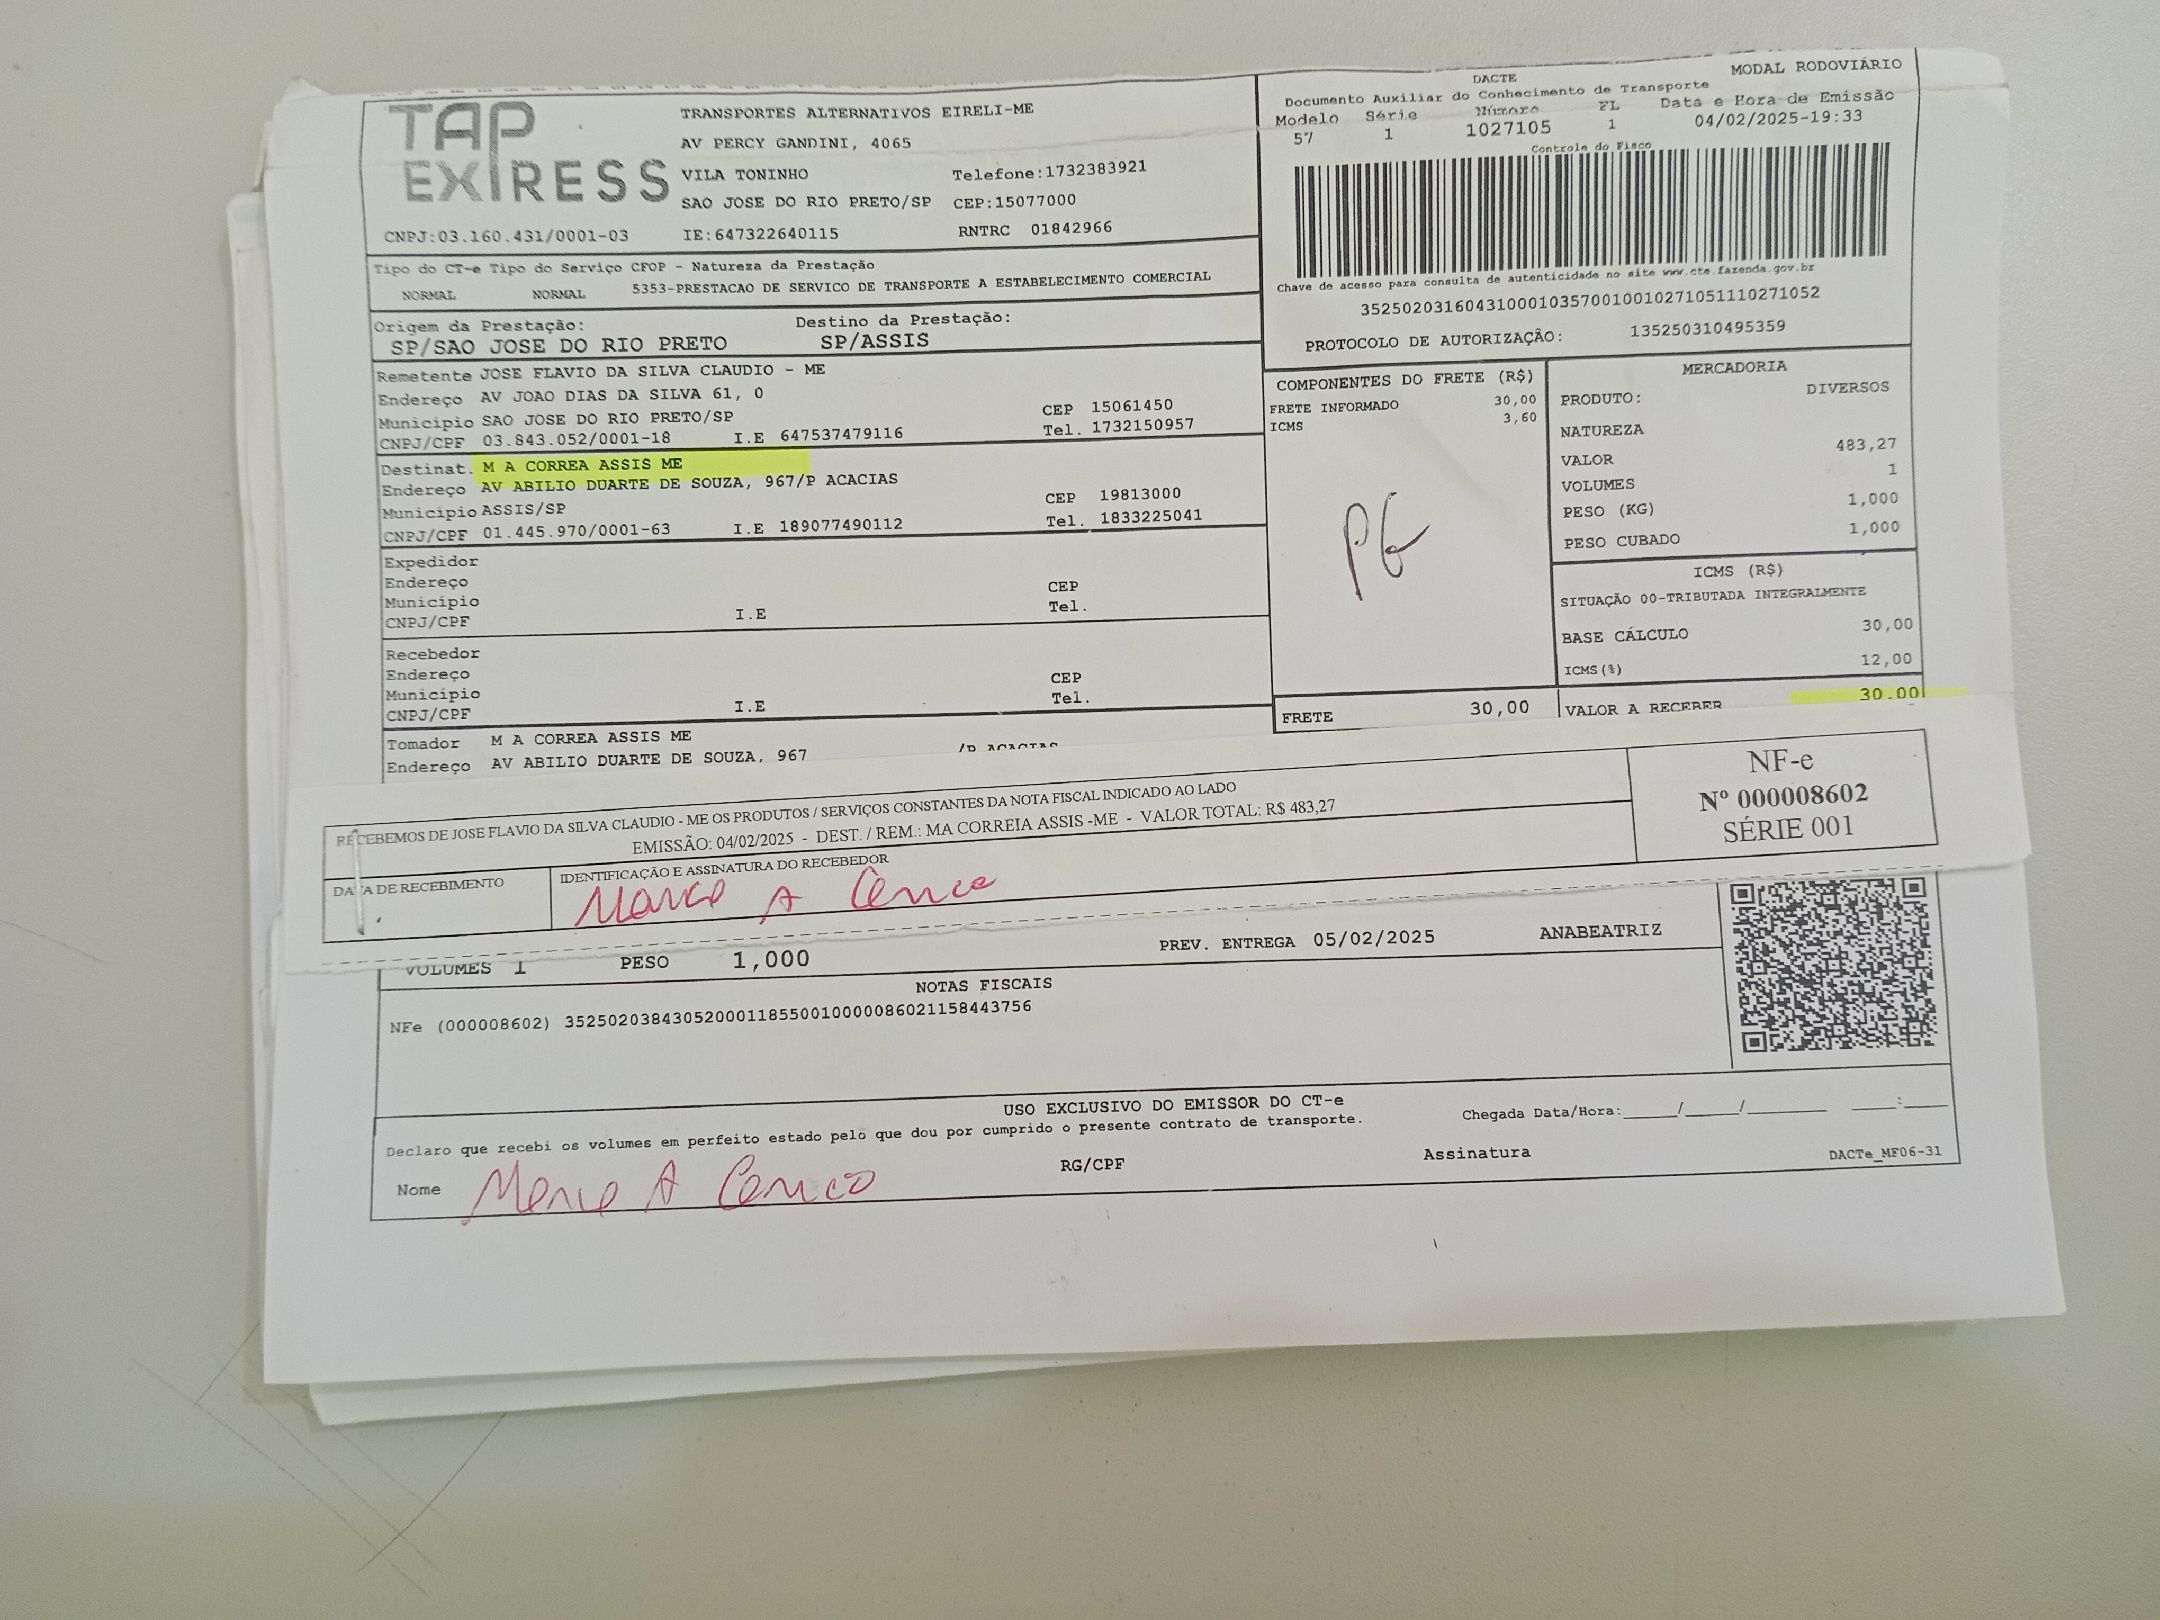 TAP EXPRESS
TRANSPORTES ALTERNATIVOS EIRELI-ME
AV PERCY GANDINI, 4065
VILA TONINHO Telefone:1732383921
SAO JOSE DO RIO PRETO/SP CEP:15077000
CNPJ:03.160.431/0001-03 IE:647322640115 RNTRC 01842966
DACTE MODAL RODOVIÁRIO
Documento Auxiliar do Conhecimento de Transporte
Modelo Série Número FL Data e Hora de Emissão
57 1 1027105 1 04/02/2025-19:33
Controle do Fisco
Chave de acesso para consulta de autenticidade no site www.cte.fazenda.gov.br
35250203160431000103570010010271051110271052
PROTOCOLO DE AUTORIZAÇÃO: 135250310495359
Tipo do CT-e Tipo do Serviço CFOP - Natureza da Prestação
NORMAL NORMAL 5353-PRESTACAO DE SERVICO DE TRANSPORTE A ESTABELECIMENTO COMERCIAL
Origem da Prestação: Destino da Prestação:
SP/SAO JOSE DO RIO PRETO SP/ASSIS
Remetente JOSE FLAVIO DA SILVA CLAUDIO - ME
Endereço AV JOAO DIAS DA SILVA 61, 0
Município SAO JOSE DO RIO PRETO/SP CEP 15061450
CNPJ/CPF 03.843.052/0001-18 I.E 647537479116 Tel. 1732150957
Destinat. M A CORREA ASSIS ME
Endereço AV ABILIO DUARTE DE SOUZA, 967/P ACACIAS
Município ASSIS/SP CEP 19813000
CNPJ/CPF 01.445.970/0001-63 I.E 189077490112 Tel. 1833225041
Expedidor
Endereço CEP
Município Tel.
CNPJ/CPF I.E
Recebedor
Endereço CEP
Município Tel.
CNPJ/CPF I.E
Tomador M A CORREA ASSIS ME
Endereço AV ABILIO DUARTE DE SOUZA, 967 /P ACACIAS
COMPONENTES DO FRETE (R$)
FRETE INFORMADO 30,00
ICMS 3,60
PG
FRETE 30,00
MERCADORIA
PRODUTO: DIVERSOS
NATUREZA
VALOR 483,27
VOLUMES 1
PESO (KG) 1,000
PESO CUBADO 1,000
ICMS (R$)
SITUAÇÃO 00-TRIBUTADA INTEGRALMENTE
BASE CÁLCULO 30,00
ICMS(%) 12,00
VALOR A RECEBER 30,00
RECEBEMOS DE JOSE FLAVIO DA SILVA CLAUDIO - ME OS PRODUTOS / SERVIÇOS CONSTANTES DA NOTA FISCAL INDICADO AO LADO
EMISSÃO: 04/02/2025 - DEST. / REM.: MA CORREIA ASSIS -ME - VALOR TOTAL: R$ 483,27
DATA DE RECEBIMENTO IDENTIFICAÇÃO E ASSINATURA DO RECEBEDOR
Marco A
NF-e
Nº 000008602
SÉRIE 001
VOLUMES 1 PESO 1,000 PREV. ENTREGA 05/02/2025 ANABEATRIZ
NOTAS FISCAIS
NFe (000008602) 35250203843052000118550010000086021158443756
USO EXCLUSIVO DO EMISSOR DO CT-e
Declaro que recebi os volumes em perfeito estado pelo que dou por cumprido o presente contrato de transporte.
Chegada Data/Hora:____/____/______ ___:___
Nome Marco A RG/CPF Assinatura
DACTe_MF06-31